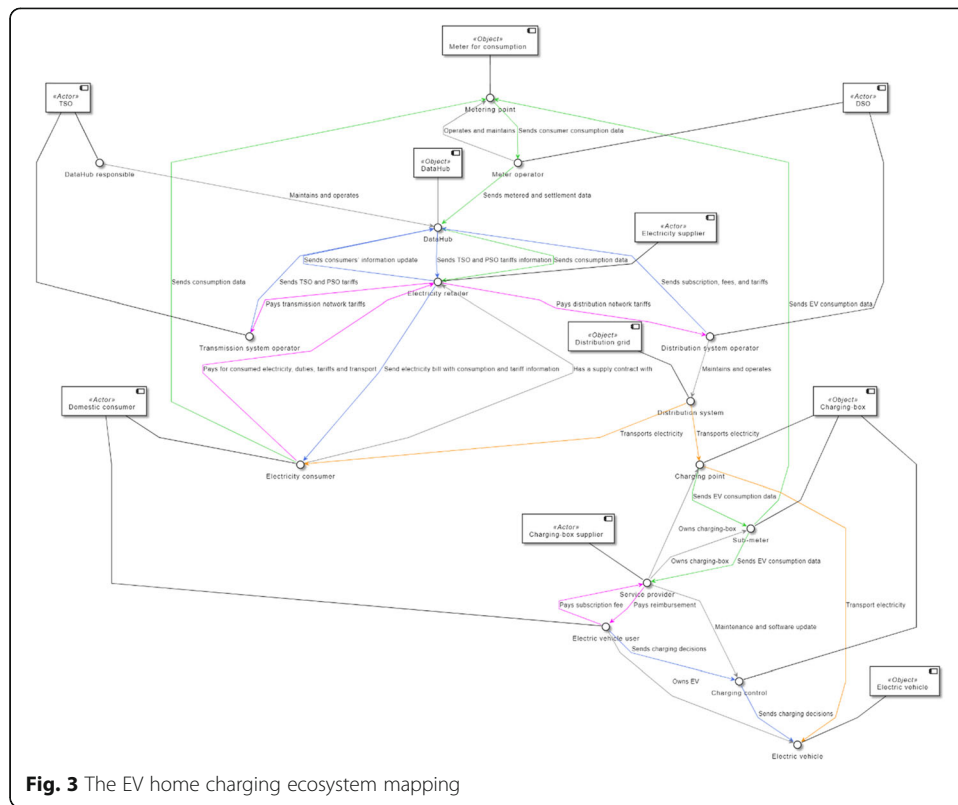 «Object»
Meter for consumption
«Actor»
TSO
«Actor»
DSO
Metering point
Operates and maintains
Sends consumer consumption data
DataHub responsible
«Object»
DataHub
Meter operator
Maintains and operates
Sends metered and settlement data
«Actor»
Electricity supplier
DataHub
Sends consumers' information update
Sends TSO and PSO tariffs information
Sends consumption data
Sends consumption data
Sends TSO and PSO tariffs
Sends subscription, fees, and tariffs
Electricity retailer
Pays transmission network tariffs
Pays distribution network tariffs
Sends EV consumption data
Transmission system operator
«Object»
Distribution grid
Distribution system operator
Pays for consumed electricity, duties, tariffs and transport
Send electricity bill with consumption and tariff information
Has a supply contract with
Maintains and operates
«Actor»
Domestic consumer
«Object»
Charging-box
Distribution system
Transports electricity
Transports electricity
Electricity consumer
Charging point
Sends EV consumption data
«Actor»
Charging-box supplier
Owns charging-box
Sub-meter
Owns charging-box
Sends EV consumption data
Service provider
Pays subscription fee
Pays reimbursement
Transport electricity
Maintenance and software update
Electric vehicle user
Sends charging decisions
Owns EV
Charging control
«Object»
Electric vehicle
Sends charging decisions
Electric vehicle
Fig. 3 The EV home charging ecosystem mapping